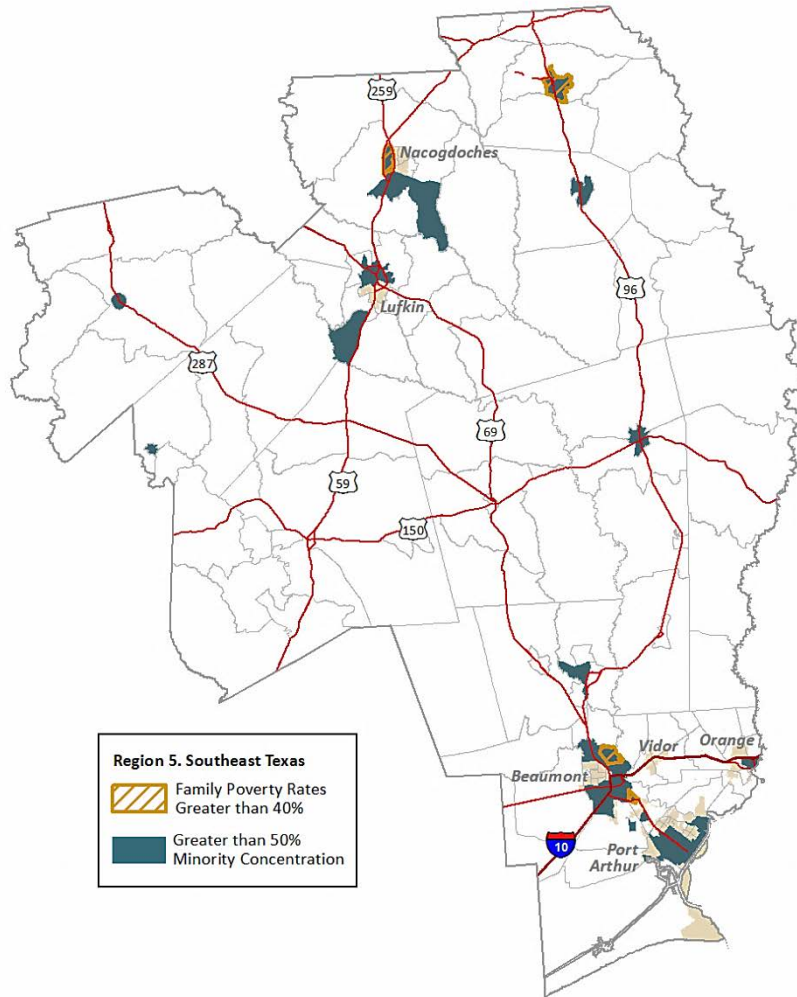 259
Nacogdoches
96
Lufkin
287
69
59
150
Vidor
Orange
Beaumont
10
Port
Arthur
Region 5. Southeast Texas
Family Poverty Rates
Greater than 40%
Greater than 50%
Minority Concentration